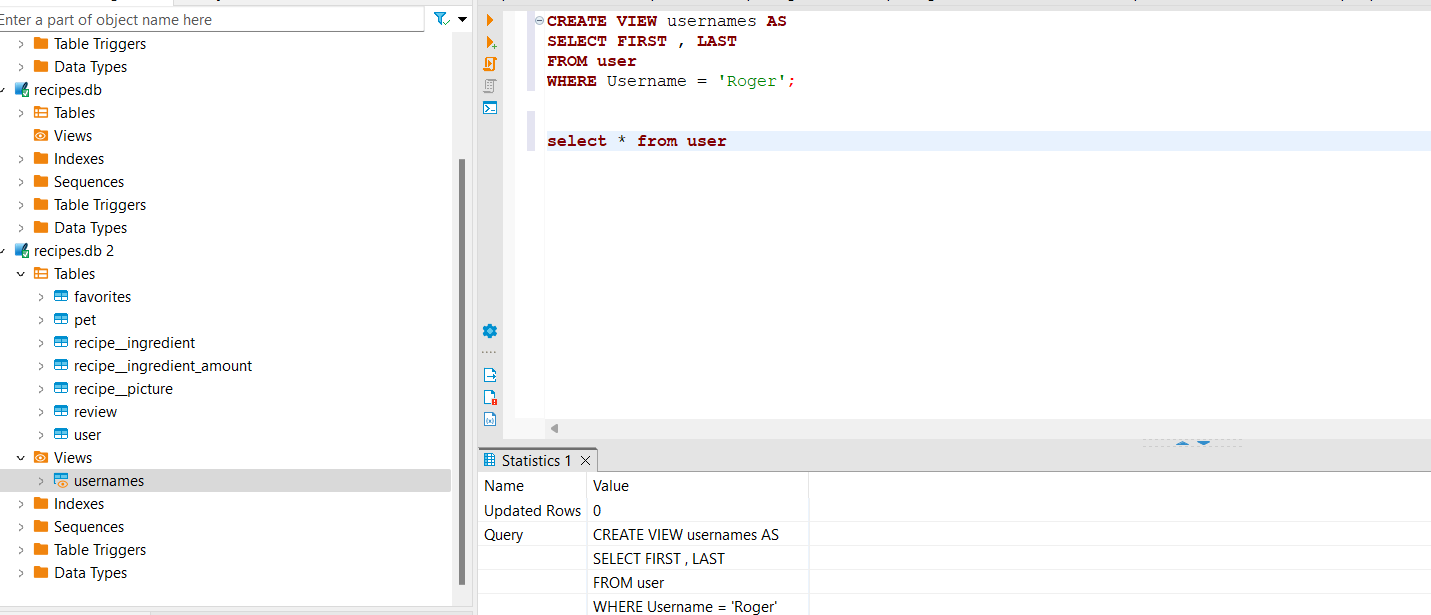 Enter a part of object name here
Table Triggers
Data Types
recipes.db
Tables
Views
Indexes
Sequences
Table Triggers
Data Types
recipes.db 2
Tables
favorites
pet
recipe__ingredient
recipe__ingredient_amount
recipe__picture
review
user
Views
usernames
Indexes
Sequences
Table Triggers
Data Types
CREATE VIEW usernames AS
SELECT FIRST , LAST
FROM user
WHERE Username = 'Roger';
select * from user
Statistics 1
Name Value
Updated Rows 0
Query CREATE VIEW usernames AS
SELECT FIRST , LAST
FROM user
WHERE Username = 'Roger'